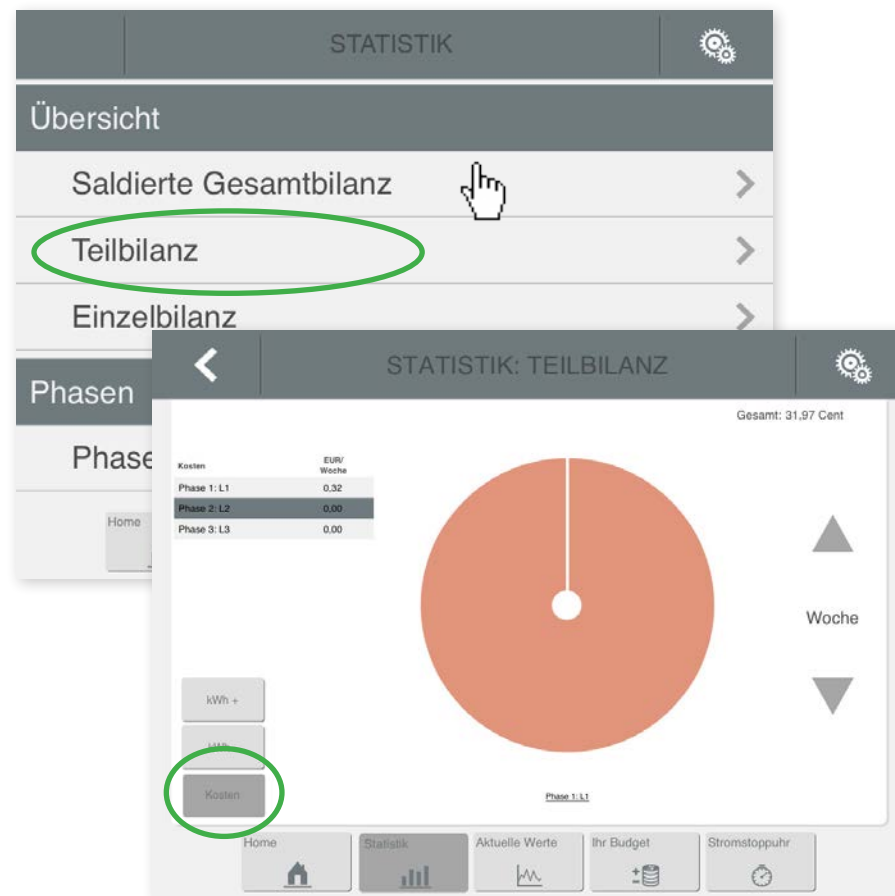 STATISTIK
Übersicht
Saldierte Gesamtbilanz
Teilbilanz
Einzelbilanz
Phasen
Phase
Home
STATISTIK: TEILBILANZ
Gesamt: 31,97 Cent
Kosten EUR/
Woche
Phase 1: L1 0,32
Phase 2: L2 0,00
Phase 3: L3 0,00
Woche
kWh +
Kosten
Phase 1: L1
Home Statistik Aktuelle Werte Ihr Budget Stromstoppuhr